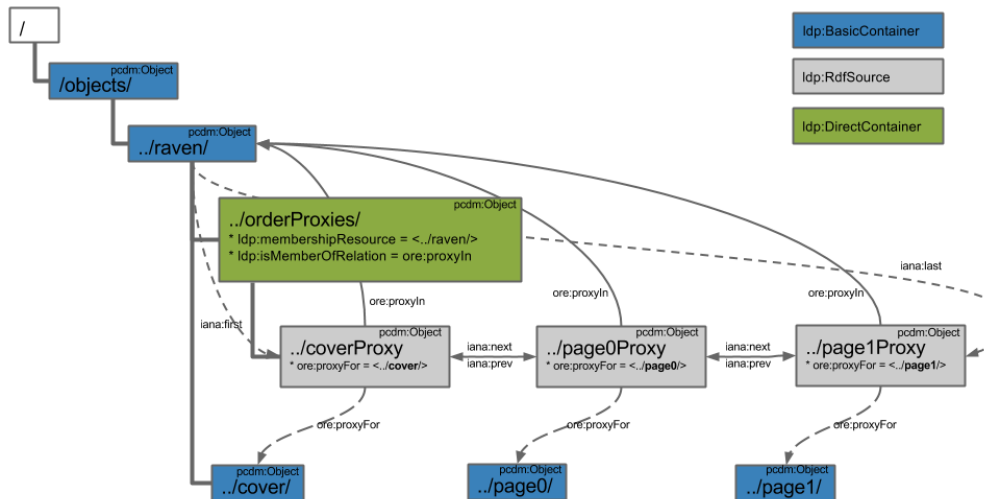 /
ldp:BasicContainer
pcdm:Object
/objects/
ldp:RdfSource
pcdm:Object
../raven/
ldp:DirectContainer
pcdm:Object
../orderProxies/
* ldp:membershipResource = <../raven/>
* ldp:isMemberOfRelation = ore:proxyIn
iana:last
ore:proxyIn
ore:proxyIn
ore:proxyIn
iana:first
pcdm:Object
../coverProxy
* ore:proxyFor = <../cover/>
iana:next
iana:prev
pcdm:Object
../page0Proxy
* ore:proxyFor = <../page0/>
iana:next
iana:prev
pcdm:Object
../page1Proxy
* ore:proxyFor = <../page1/>
ore:proxyFor
ore:proxyFor
ore:proxyFor
pcdm:Object
../cover/
pcdm:Object
../page0/
pcdm:Object
../page1/